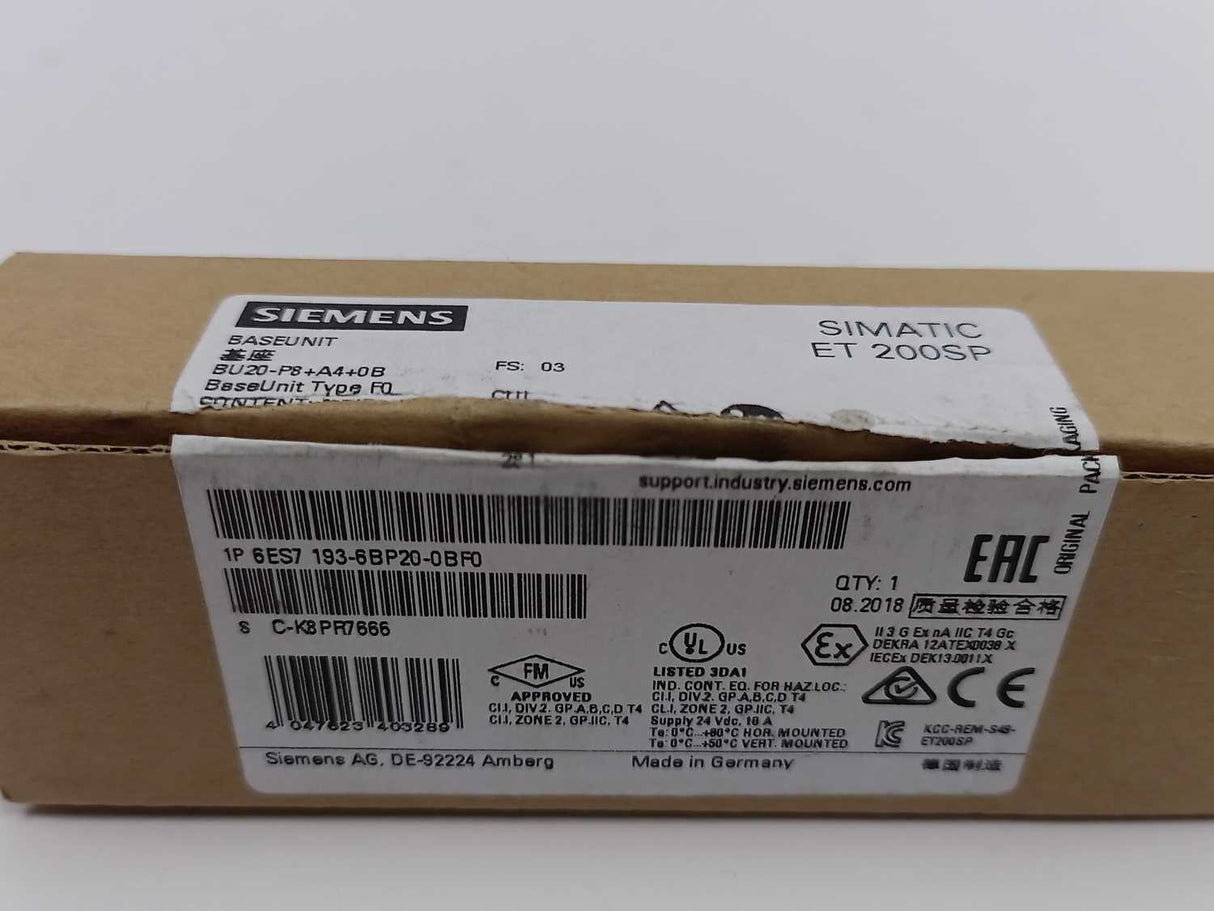 SIEMENS
SIMATIC
ET 200SP
BASEUNIT
基座
BU20-P8+A4+0B
FS: 03
BaseUnit Type F0
CONTENT:
support.industry.siemens.com
ORIGINAL PACKAGING
1P 6ES7 193-6BP20-0BF0
EAC
QTY: 1
08.2018 质量检验合格
S C-K8PR7666
C FM US
APPROVED
CI.I, DIV.2, GP.A,B,C,D T4
CI.I, ZONE 2, GP.IIC, T4
C UL US
LISTED 3DA1
IND. CONT. EQ. FOR HAZ.LOC.:
CI.I, DIV.2, GP.A,B,C,D T4
CL.I, ZONE 2, GP.IIC, T4
Supply 24 Vdc, 10 A
Ta: 0°C...+60°C HOR. MOUNTED
Ta: 0°C...+50°C VERT. MOUNTED
Ex
II 3 G Ex nA IIC T4 Gc
DEKRA 12ATEX0038 X
IECEx DEK13.0011X
CE
KCC-REM-S49-
ET200SP
4 047623 403289
Siemens AG, DE-92224 Amberg
Made in Germany
德国制造